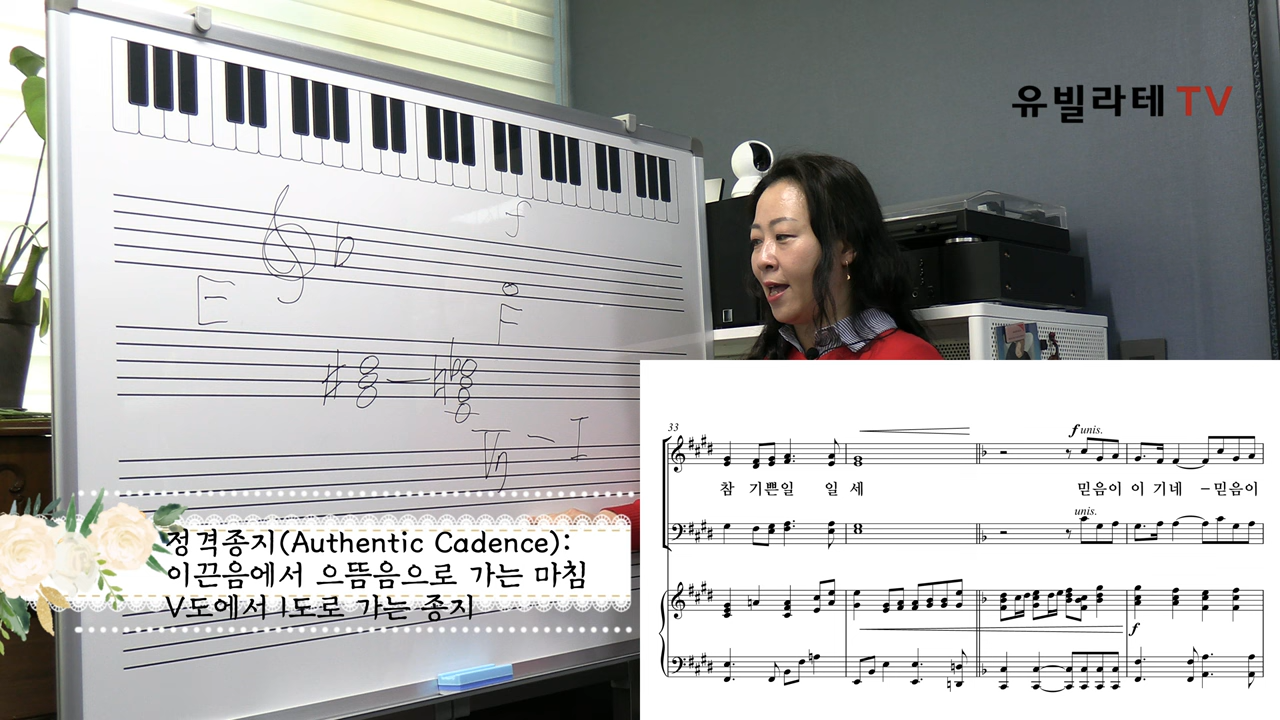 유빌라테 TV
f
E
F
V7 - I
정격종지(Authentic Cadence):
이끈음에서 으뜸음으로 가는 마침
V도에서 I도로 가는 종지
33
f unis.
참 기쁜일 일 세 믿음이 이 기네 - 믿음이
unis.
f